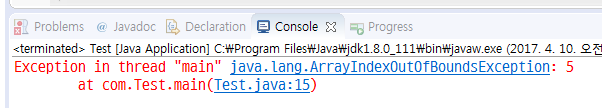 Problems @ Javadoc Declaration Console Progress
<terminated> Test [Java Application] C:₩Program Files₩Java₩jdk1.8.0_111₩bin₩javaw.exe (2017. 4. 10. 오전
Exception in thread "main" java.lang.ArrayIndexOutOfBoundsException: 5
at com.Test.main(Test.java:15)